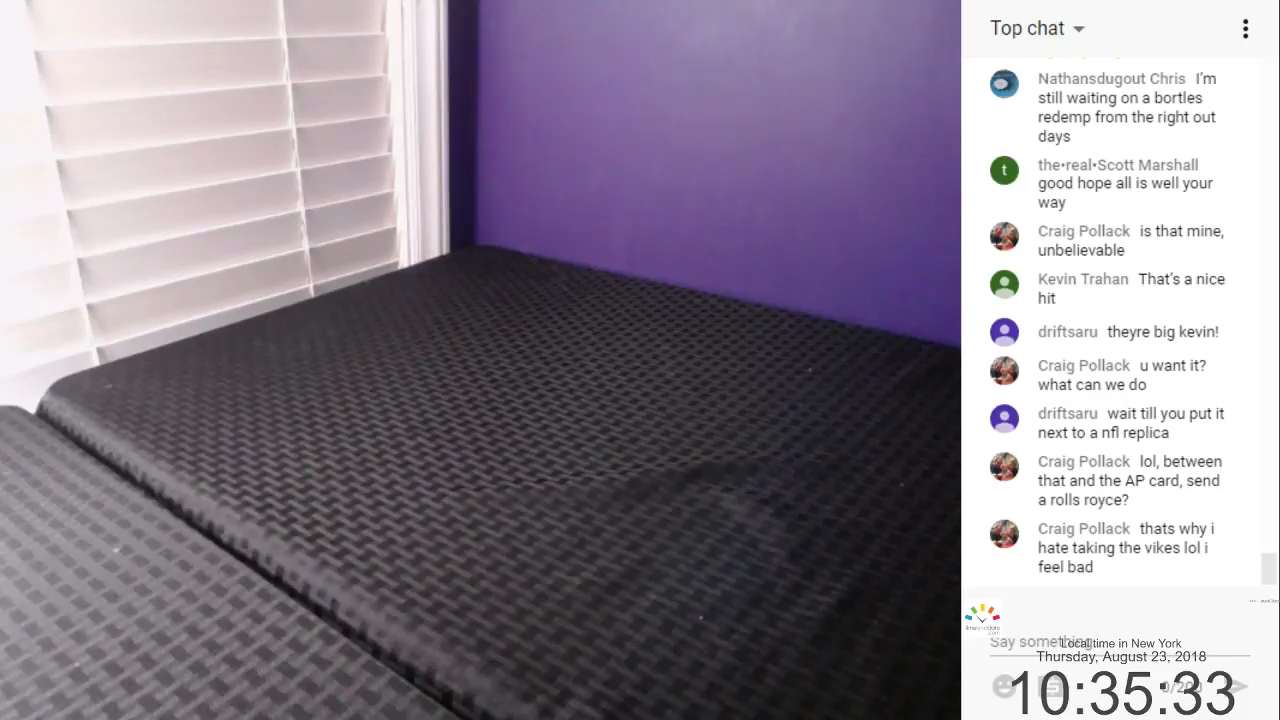 Top chat
Nathansdugout Chris I'm
still waiting on a bortles
redemp from the right out
days
t
the•real•Scott Marshall
good hope all is well your
way
Craig Pollack is that mine,
unbelievable
Kevin Trahan That's a nice
hit
driftsaru theyre big kevin!
Craig Pollack u want it?
what can we do
driftsaru wait till you put it
next to a nfl replica
Craig Pollack lol, between
that and the AP card, send
a rolls royce?
Craig Pollack thats why i
hate taking the vikes lol i
feel bad
Say something...
Local time in New York
Thursday, August 23, 2018
10:35:33